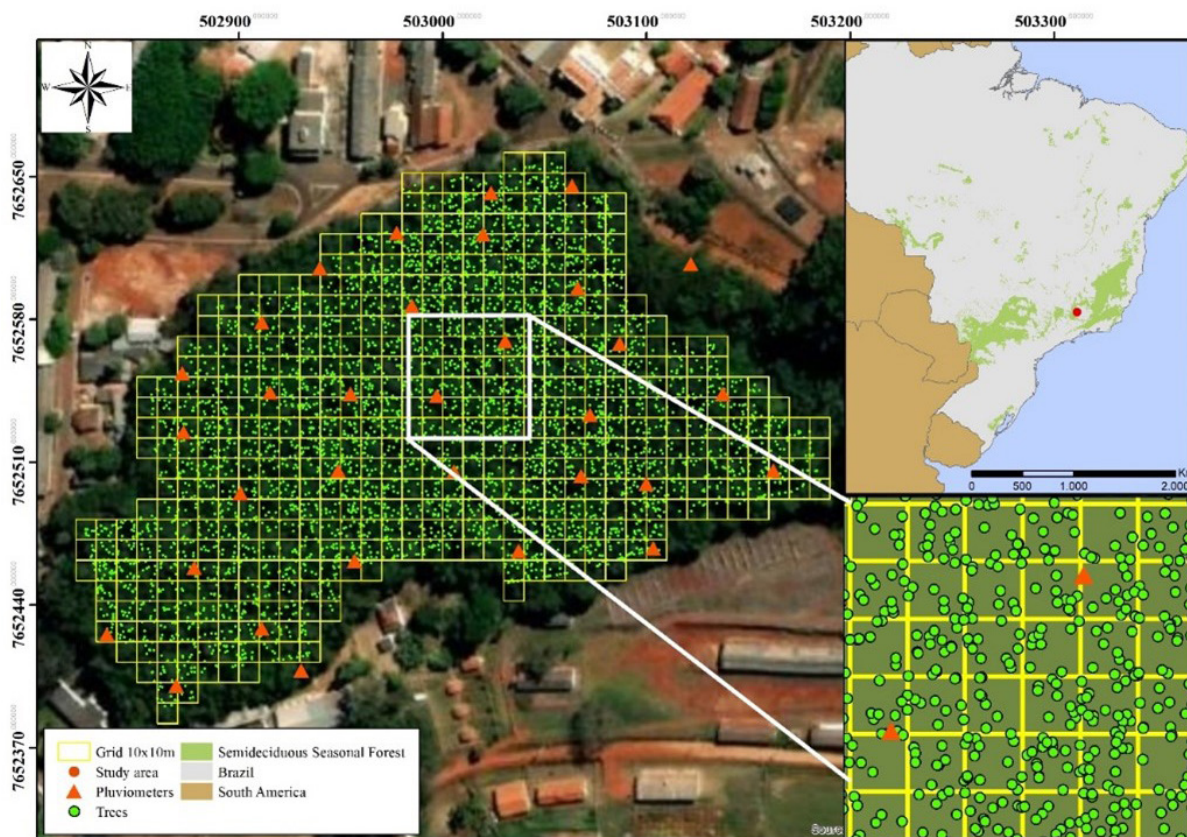 502900 503000 503100 503200 503300
N
W E
S
7652650
7652580
7652510
7652440
7652370
0 500 1.000 2.000
Grid 10x10m
Study area
Pluviometers
Trees
Semideciduous Seasonal Forest
Brazil
South America